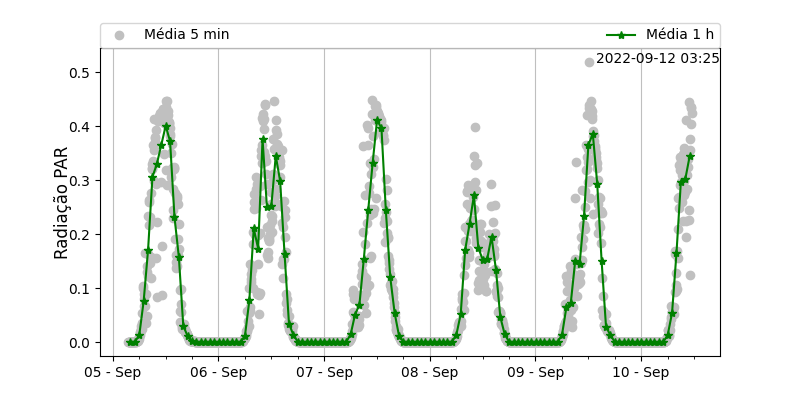 Média 5 min
Média 1 h
2022-09-12 03:25
Radiação PAR
0.5
0.4
0.3
0.2
0.1
0.0
05 - Sep
06 - Sep
07 - Sep
08 - Sep
09 - Sep
10 - Sep